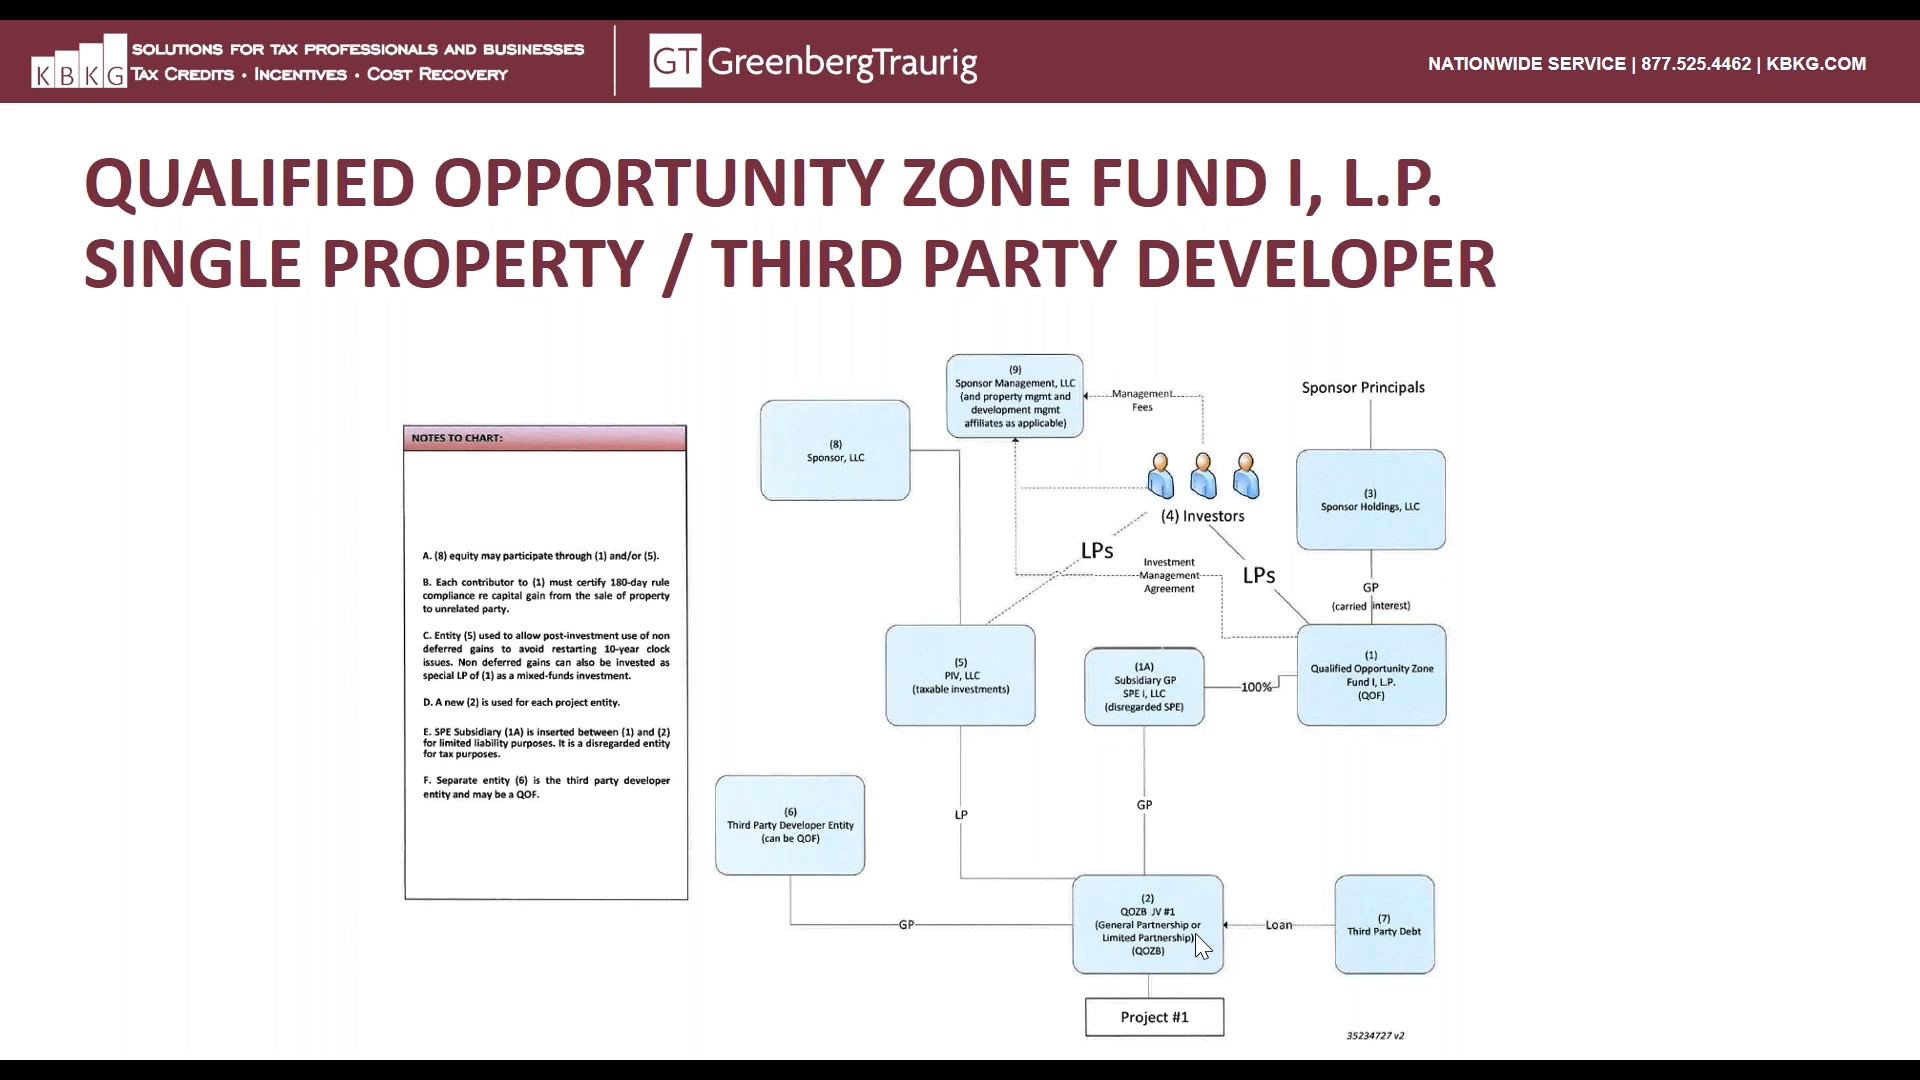 KBKG
SOLUTIONS FOR TAX PROFESSIONALS AND BUSINESSES
TAX CREDITS • INCENTIVES • COST RECOVERY
GT GreenbergTraurig
NATIONWIDE SERVICE | 877.525.4462 | KBKG.COM
QUALIFIED OPPORTUNITY ZONE FUND I, L.P.
SINGLE PROPERTY / THIRD PARTY DEVELOPER
NOTES TO CHART:
A. (8) equity may participate through (1) and/or (5).
B. Each contributor to (1) must certify 180-day rule
compliance re capital gain from the sale of property
to unrelated party.
C. Entity (5) used to allow post-investment use of non
deferred gains to avoid restarting 10-year clock
issues. Non deferred gains can also be invested as
special LP of (1) as a mixed-funds investment.
D. A new (2) is used for each project entity.
E. SPE Subsidiary (1A) is inserted between (1) and (2)
for limited liability purposes. It is a disregarded entity
for tax purposes.
F. Separate entity (6) is the third party developer
entity and may be a QOF.
(9)
Sponsor Management, LLC
(and property mgmt and
development mgmt
affiliates as applicable)
Management
Fees
Sponsor Principals
(8)
Sponsor, LLC
(4) Investors
(3)
Sponsor Holdings, LLC
LPs
Investment
Management
Agreement
LPs
GP
(carried interest)
(5)
PIV, LLC
(taxable investments)
(1A)
Subsidiary GP
SPE I, LLC
(disregarded SPE)
100%
(1)
Qualified Opportunity Zone
Fund I, L.P.
(QOF)
(6)
Third Party Developer Entity
(can be QOF)
LP
GP
GP
(2)
QOZB JV #1
(General Partnership or
Limited Partnership)
(QOZB)
Loan
(7)
Third Party Debt
Project #1
35234727 v2